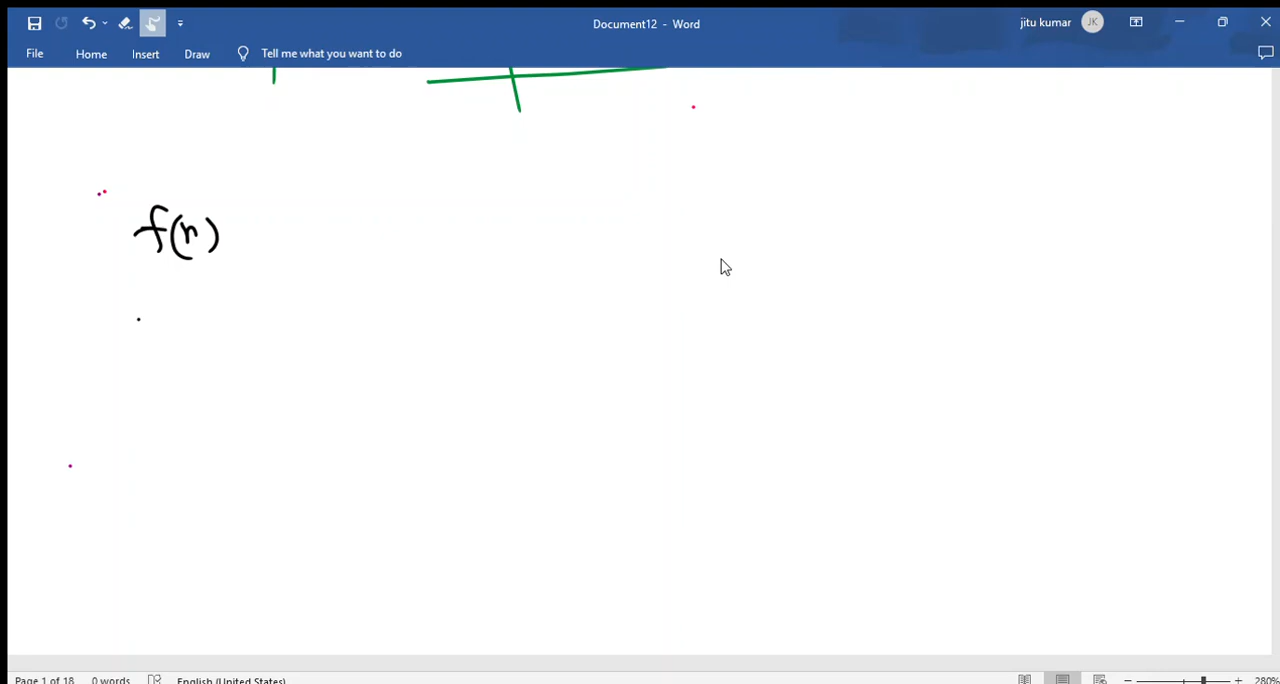 Document12 - Word
jitu kumar
JK
File
Home
Insert
Draw
Tell me what you want to do
f(n)
Page 1 of 18
0 words
English (United States)
280%